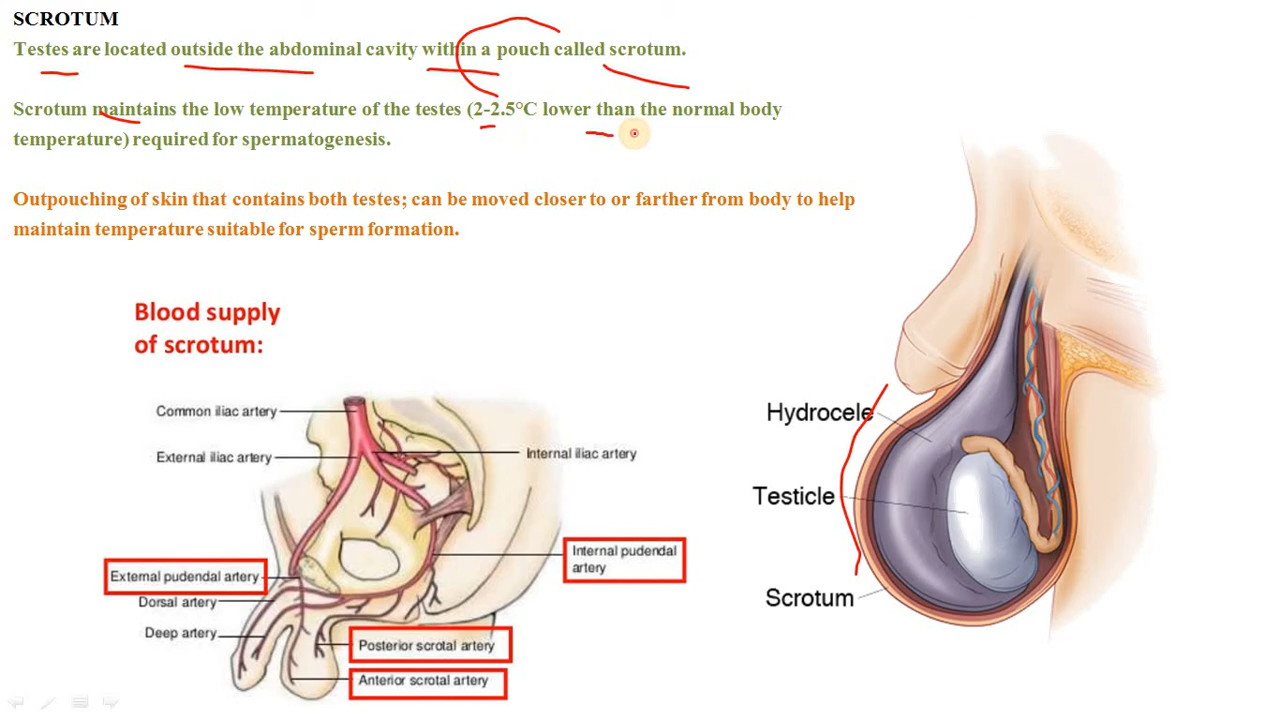 SCROTUM
Testes are located outside the abdominal cavity within a pouch called scrotum.
Scrotum maintains the low temperature of the testes (2-2.5°C lower than the normal body
temperature) required for spermatogenesis.
Outpouching of skin that contains both testes; can be moved closer to or farther from body to help
maintain temperature suitable for sperm formation.
Blood supply
of scrotum:
Common iliac artery
External iliac artery
Internal iliac artery
Internal pudendal
artery
External pudendal artery
Dorsal artery
Deep artery
Posterior scrotal artery
Anterior scrotal artery
Hydrocele
Testicle
Scrotum